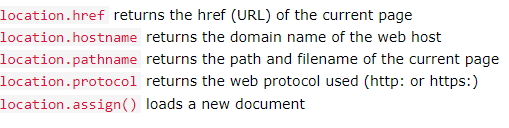 location.href returns the href (URL) of the current page
location.hostname returns the domain name of the web host
location.pathname returns the path and filename of the current page
location.protocol returns the web protocol used (http: or https:)
location.assign() loads a new document